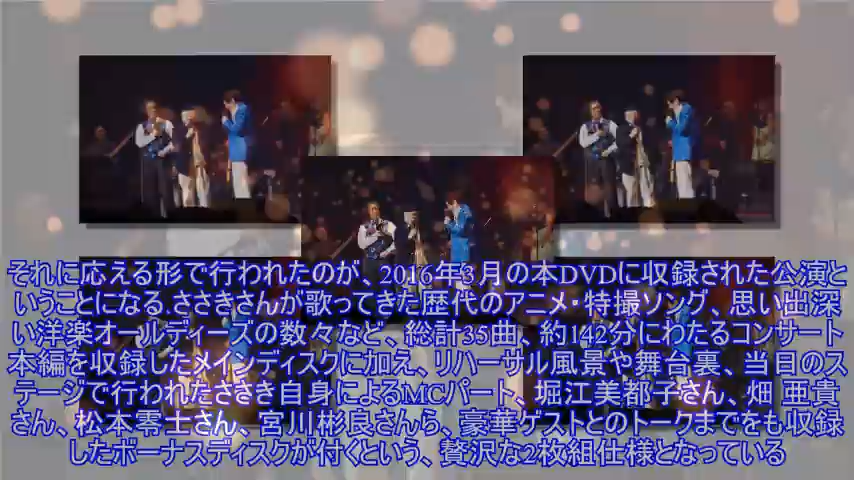 それに応える形で行われたのが、2016年3月の本DVDに収録された公演と
いうことになる.ささきさんが歌ってきた歴代のアニメ・特撮ソング、思い出深
い洋楽オールディーズの数々など、総計35曲、約142分にわたるコンサート
本編を収録したメインディスクに加え、リハーサル風景や舞台裏、当日のス
テージで行われたささき自身によるMCパート、堀江美都子さん、畑 亜貴
さん、松本零士さん、宮川彬良さんら、豪華ゲストとのトークまでをも収録
したボーナスディスクが付くという、贅沢な2枚組仕様となっている